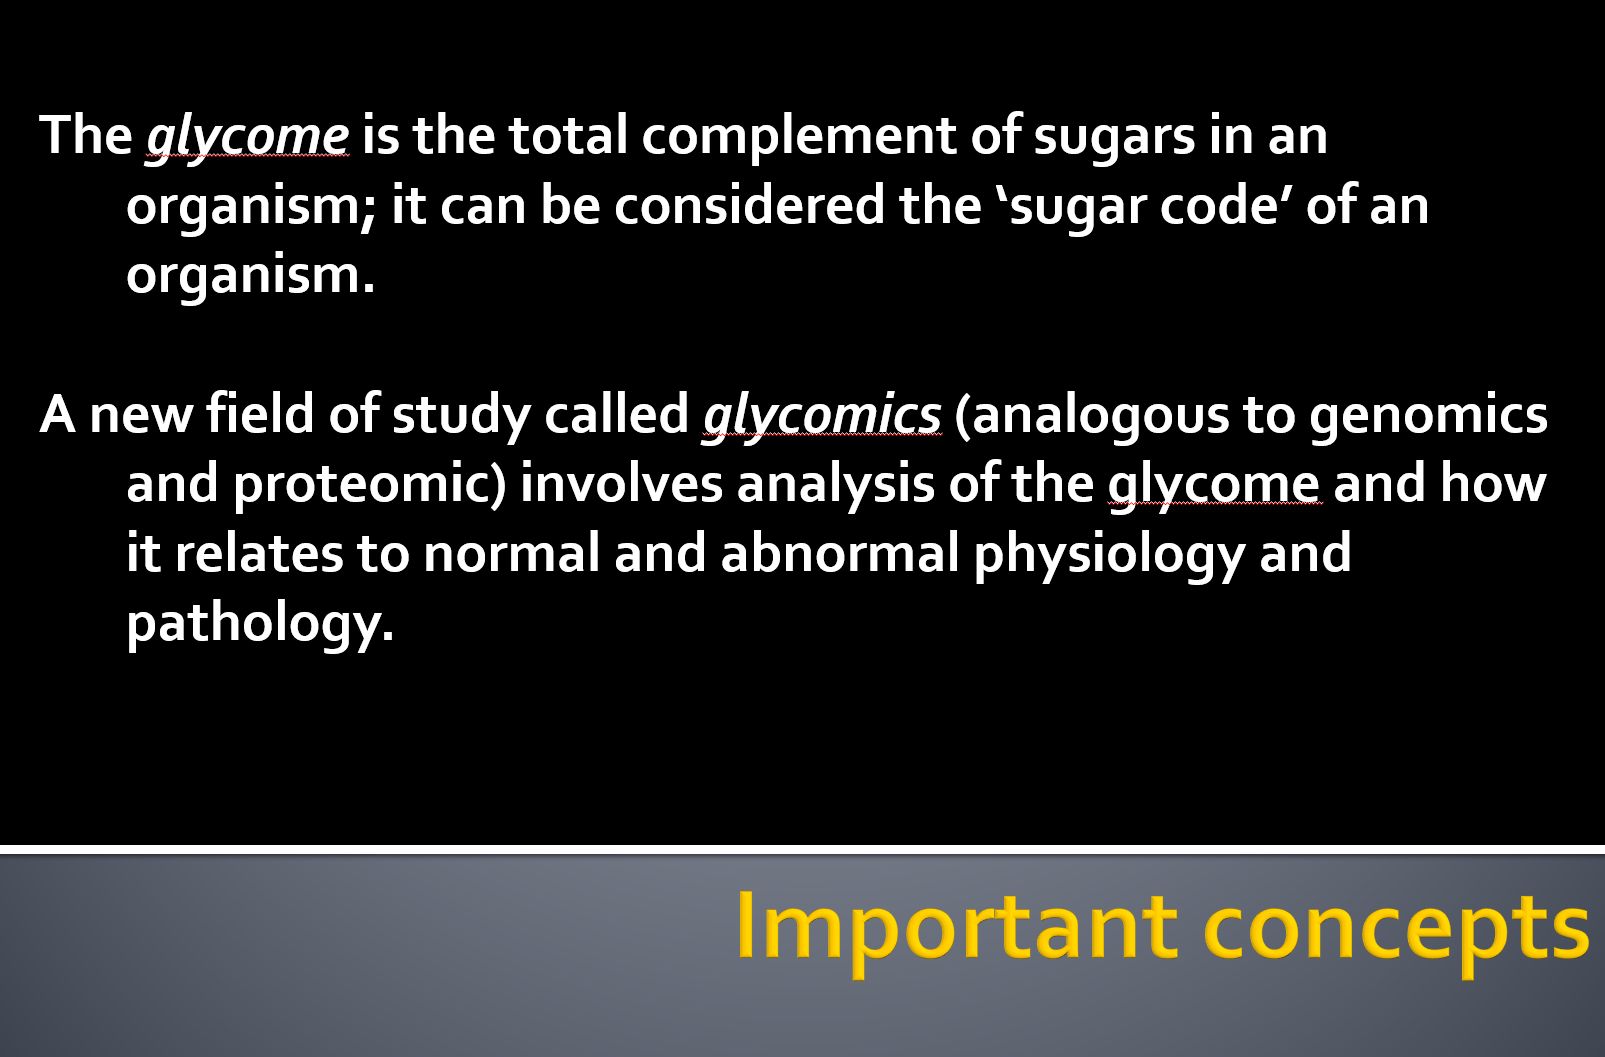 The glycome is the total complement of sugars in an
organism; it can be considered the ‘sugar code’ of an
organism.
A new field of study called glycomics (analogous to genomics
and proteomic) involves analysis of the glycome and how
it relates to normal and abnormal physiology and
pathology.
Important concepts